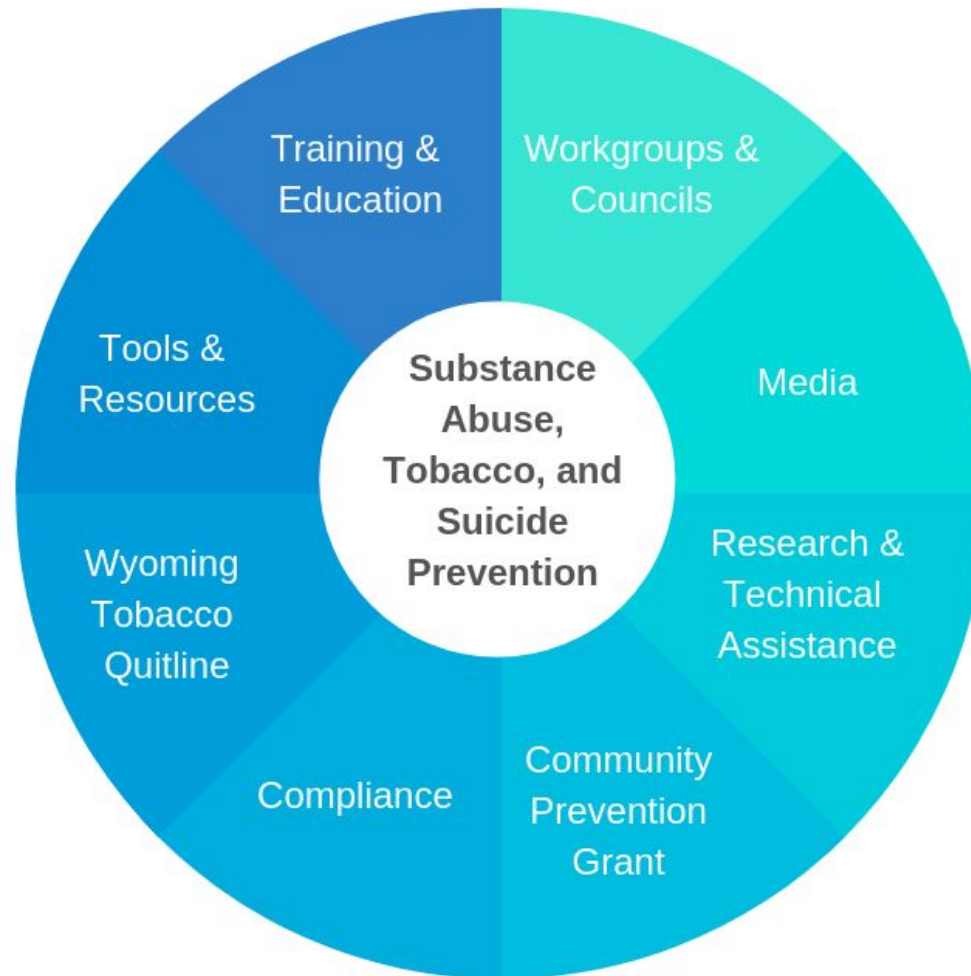 Training &
Education
Workgroups &
Councils
Tools &
Resources
Substance
Abuse,
Tobacco, and
Suicide
Prevention
Media
Wyoming
Tobacco
Quitline
Research &
Technical
Assistance
Compliance
Community
Prevention
Grant